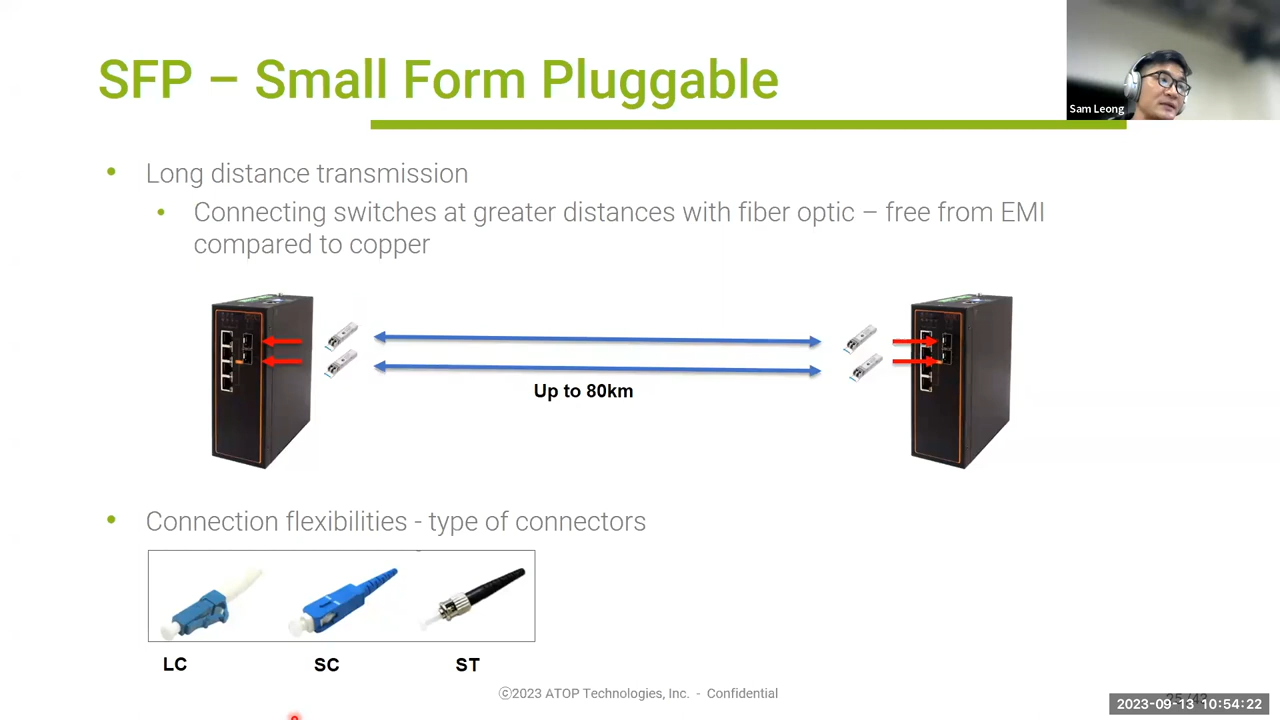 SFP – Small Form Pluggable
Sam Leong
• Long distance transmission
• Connecting switches at greater distances with fiber optic – free from EMI
compared to copper
Up to 80km
• Connection flexibilities - type of connectors
LC
SC
ST
ⓒ2023 ATOP Technologies, Inc. - Confidential
2023-09-13 10:54:22